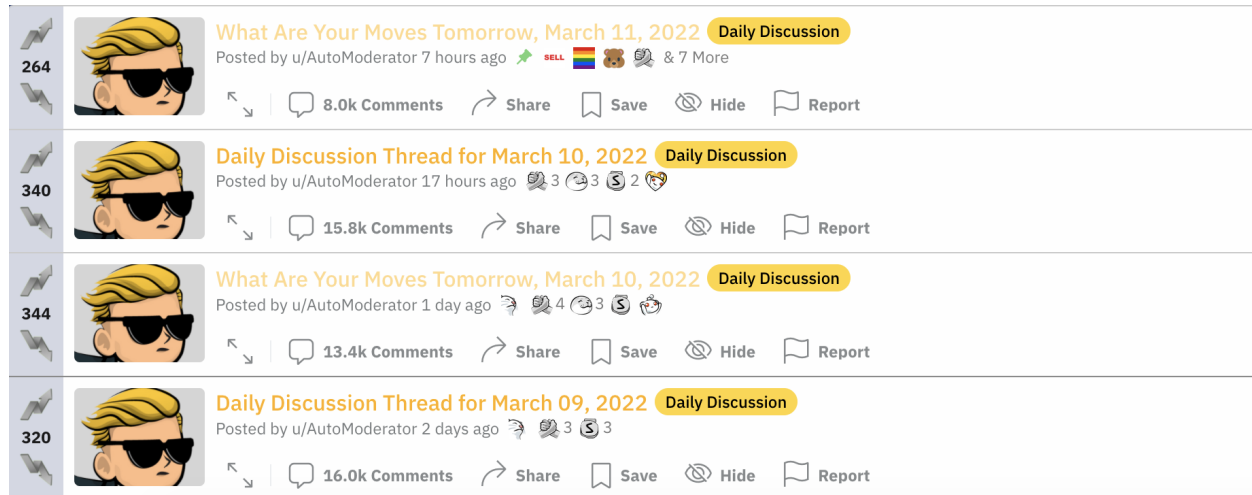 What Are Your Moves Tomorrow, March 11, 2022 Daily Discussion
Posted by u/AutoModerator 7 hours ago SELL & 7 More
264
8.0k Comments Share Save Hide Report
Daily Discussion Thread for March 10, 2022 Daily Discussion
Posted by u/AutoModerator 17 hours ago 3 3 S 2
340
15.8k Comments Share Save Hide Report
What Are Your Moves Tomorrow, March 10, 2022 Daily Discussion
Posted by u/AutoModerator 1 day ago 4 3 S
344
13.4k Comments Share Save Hide Report
Daily Discussion Thread for March 09, 2022 Daily Discussion
Posted by u/AutoModerator 2 days ago 3 S 3
320
16.0k Comments Share Save Hide Report